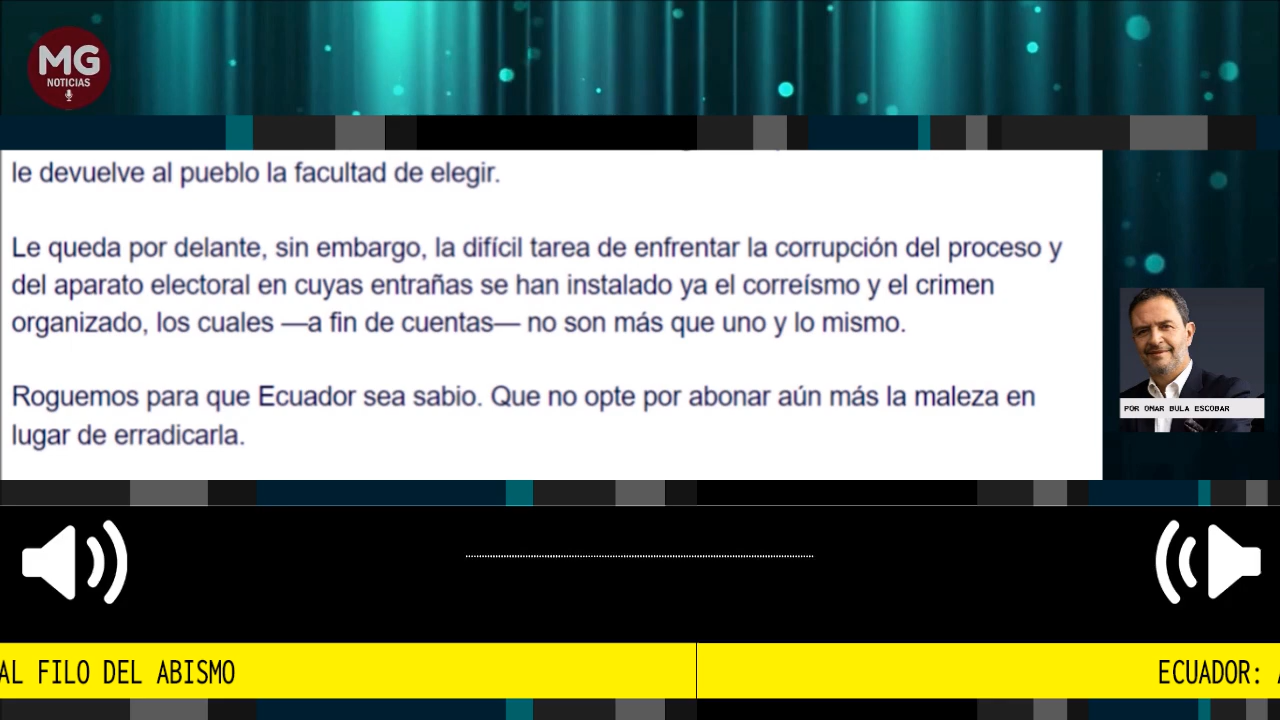 MG
NOTICIAS
le devuelve al pueblo la facultad de elegir.
Le queda por delante, sin embargo, la difícil tarea de enfrentar la corrupción del proceso y
del aparato electoral en cuyas entrañas se han instalado ya el correísmo y el crimen
organizado, los cuales —a fin de cuentas— no son más que uno y lo mismo.
Roguemos para que Ecuador sea sabio. Que no opte por abonar aún más la maleza en
lugar de erradicarla.
POR OMAR BULA ESCOBAR
AL FILO DEL ABISMO
ECUADOR: